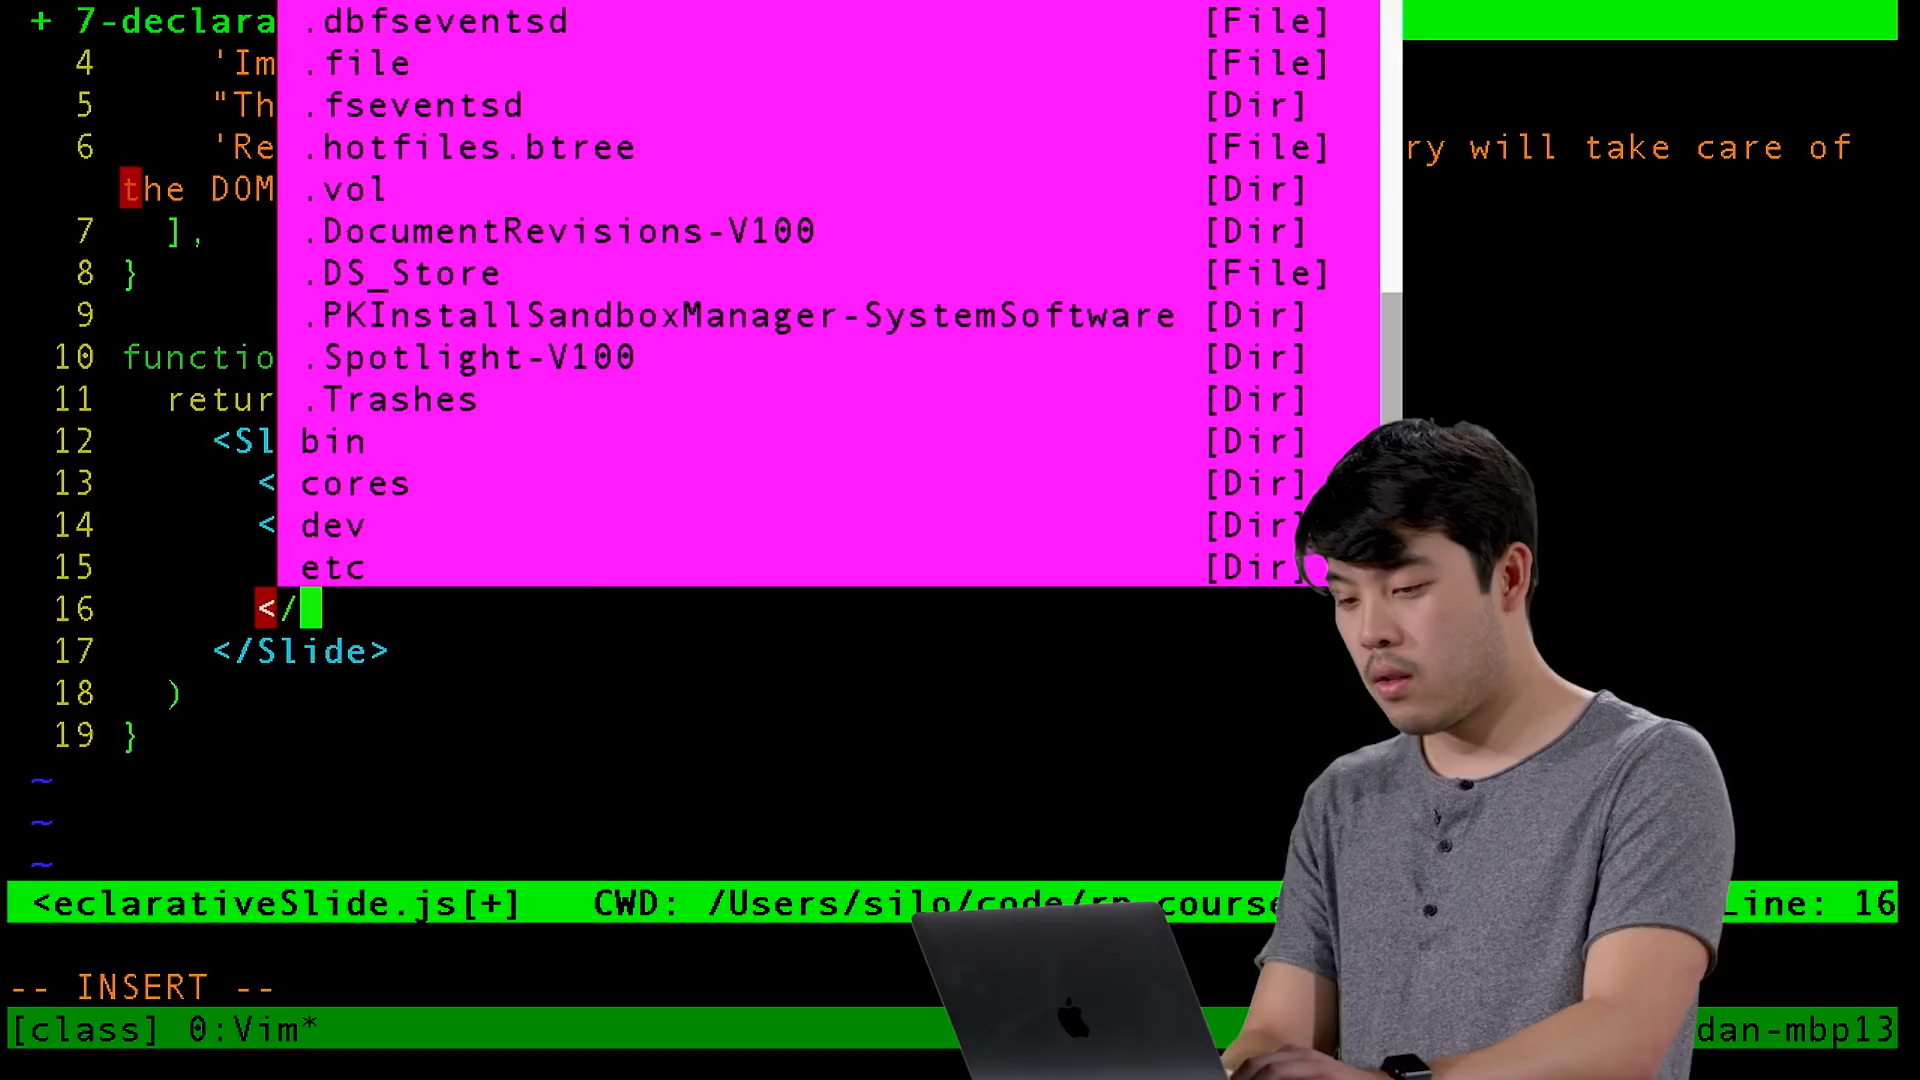 + 7-declara .dbfseventsd [File]
4 'Im .file [File]
5 "Th .fseventsd [Dir]
6 'Re .hotfiles.btree [File] ry will take care of
the DOM .vol [Dir]
7 ], .DocumentRevisions-V100 [Dir]
8 } .DS_Store [File]
9 .PKInstallSandboxManager-SystemSoftware [Dir]
10 functio .Spotlight-V100 [Dir]
11 retur .Trashes [Dir]
12 <Sl bin [Dir]
13 < cores [Dir]
14 < dev [Dir]
15 etc [Dir]
16 </
17 </Slide>
18 )
19 }
~
~
~
<eclarativeSlide.js[+] CWD: /Users/silo/code/rn-course Line: 16
-- INSERT --
[class] 0:Vim* dan-mbp13